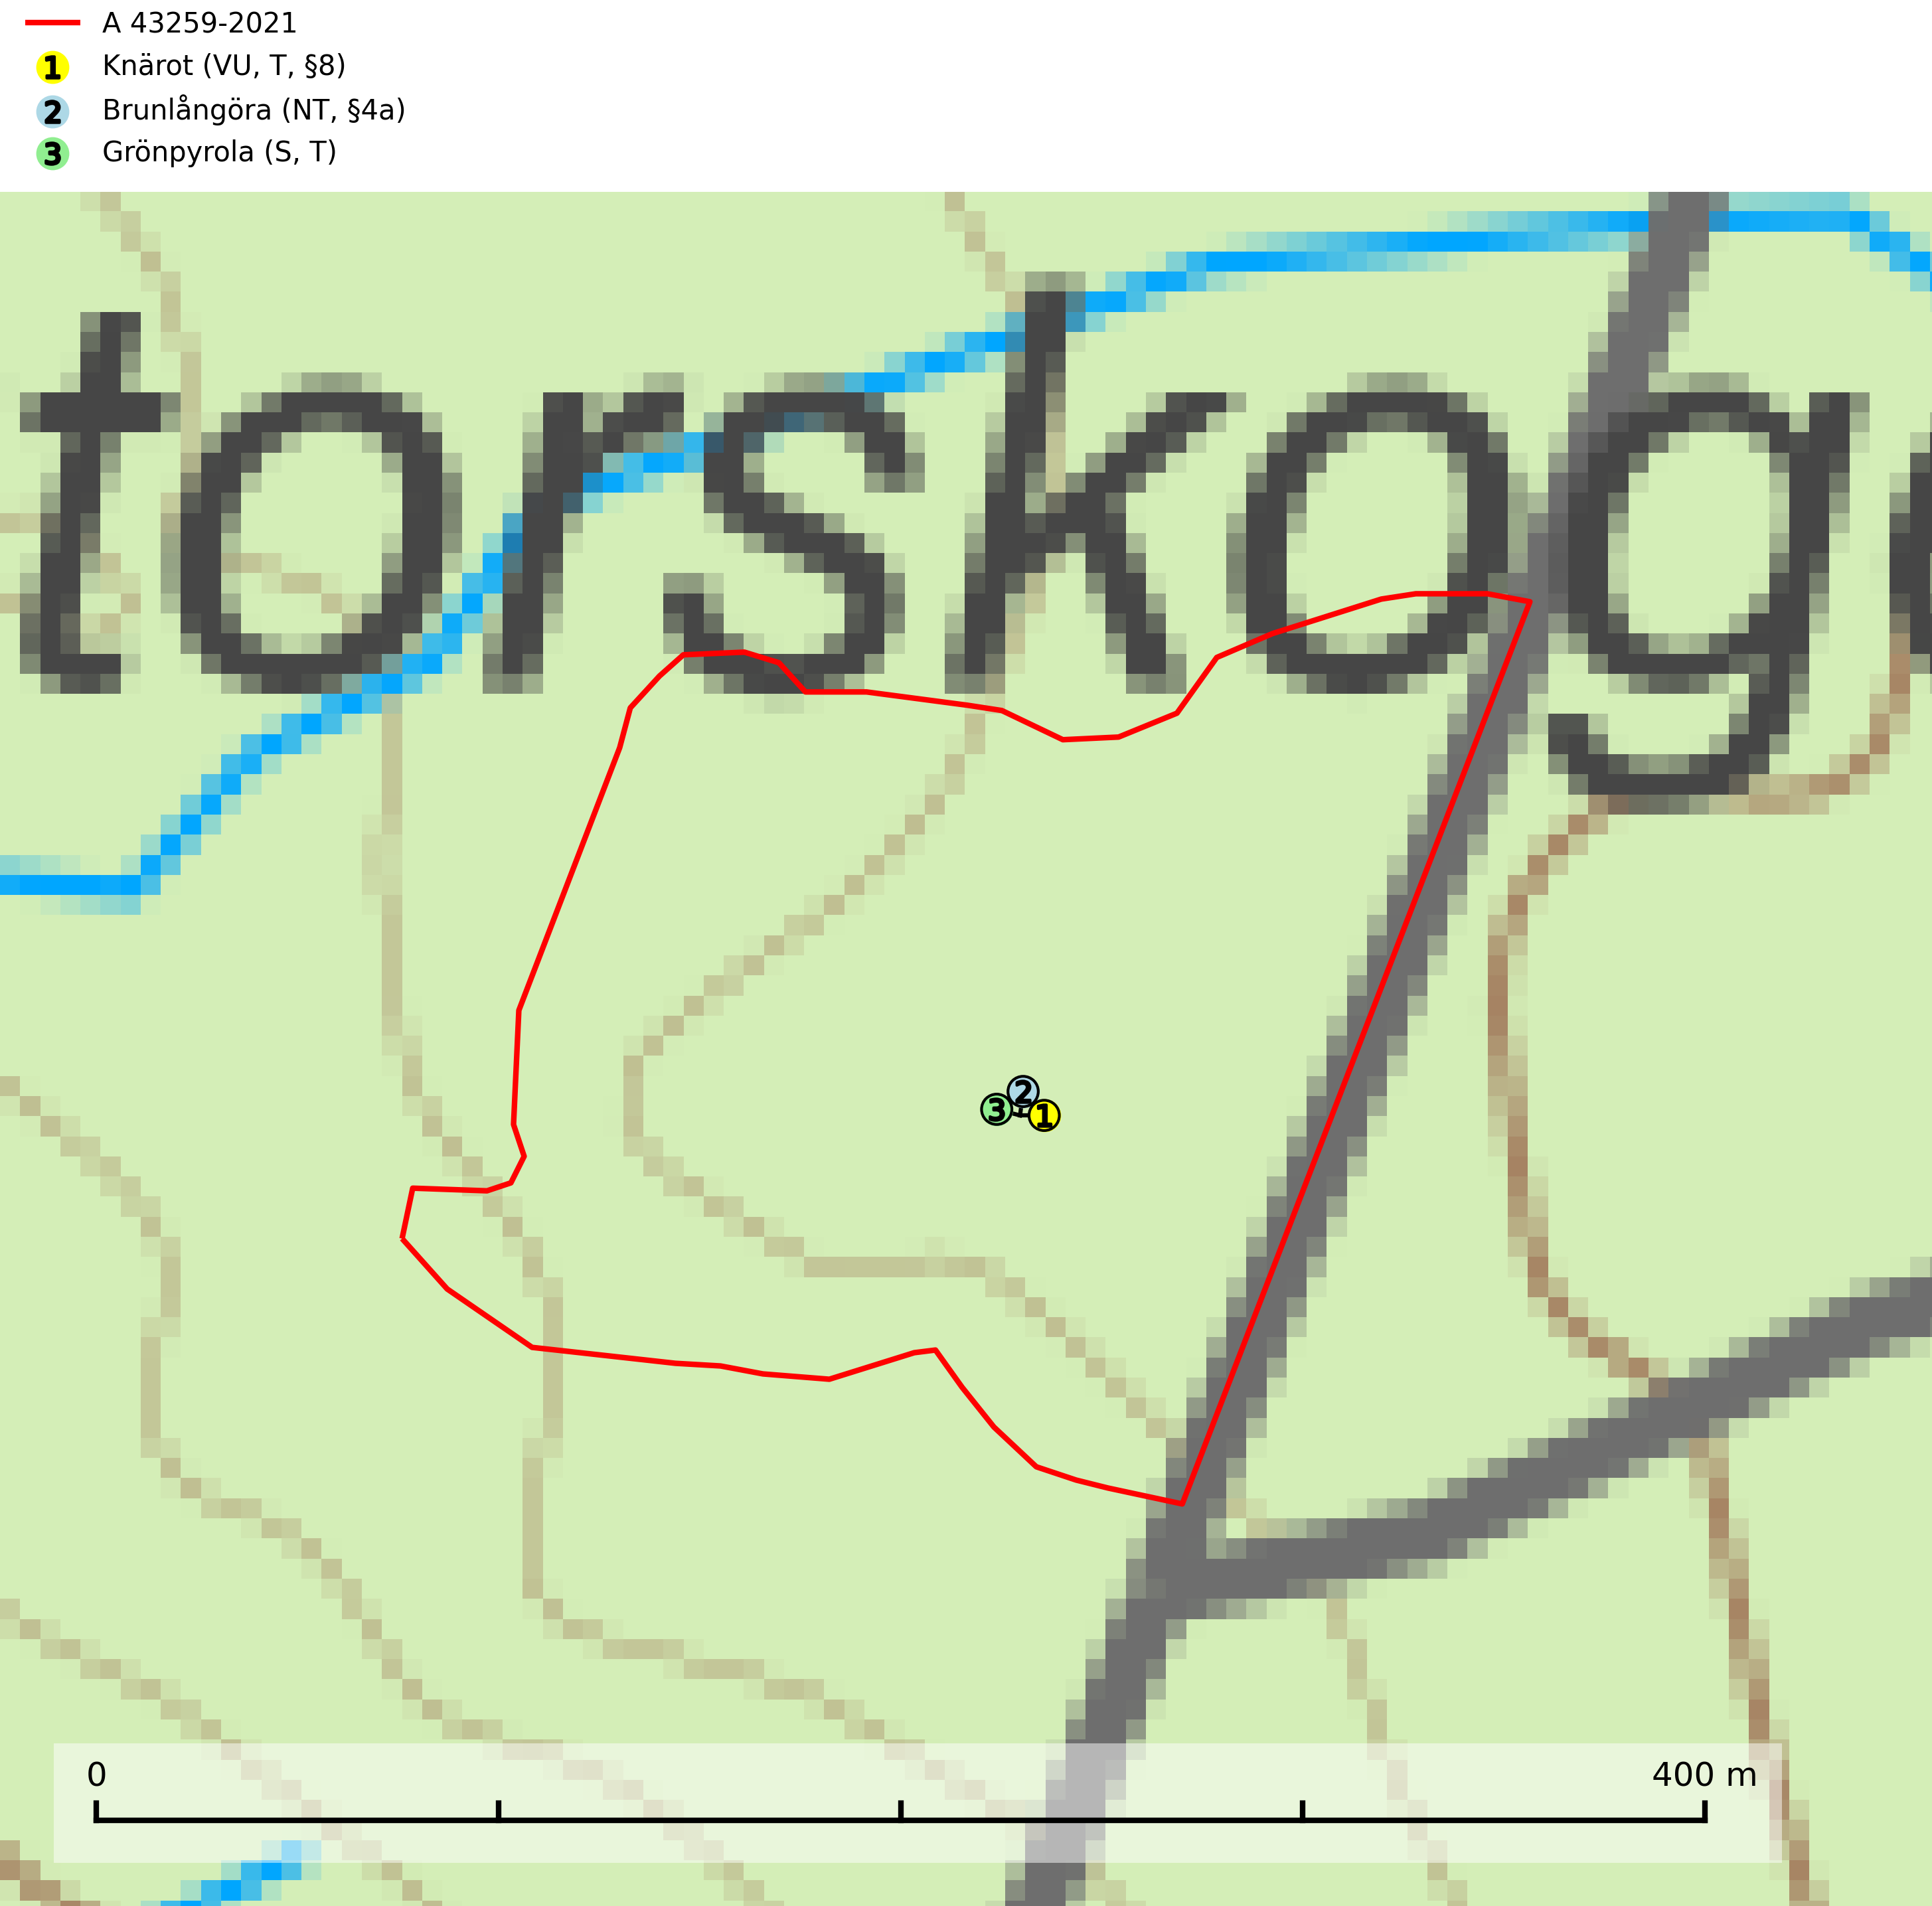 A 43259-2021
1 Knärot (VU, T, §8)
2 Brunlångöra (NT, §4a)
3 Grönpyrola (S, T)
torskog
2
3 1
0 400 m